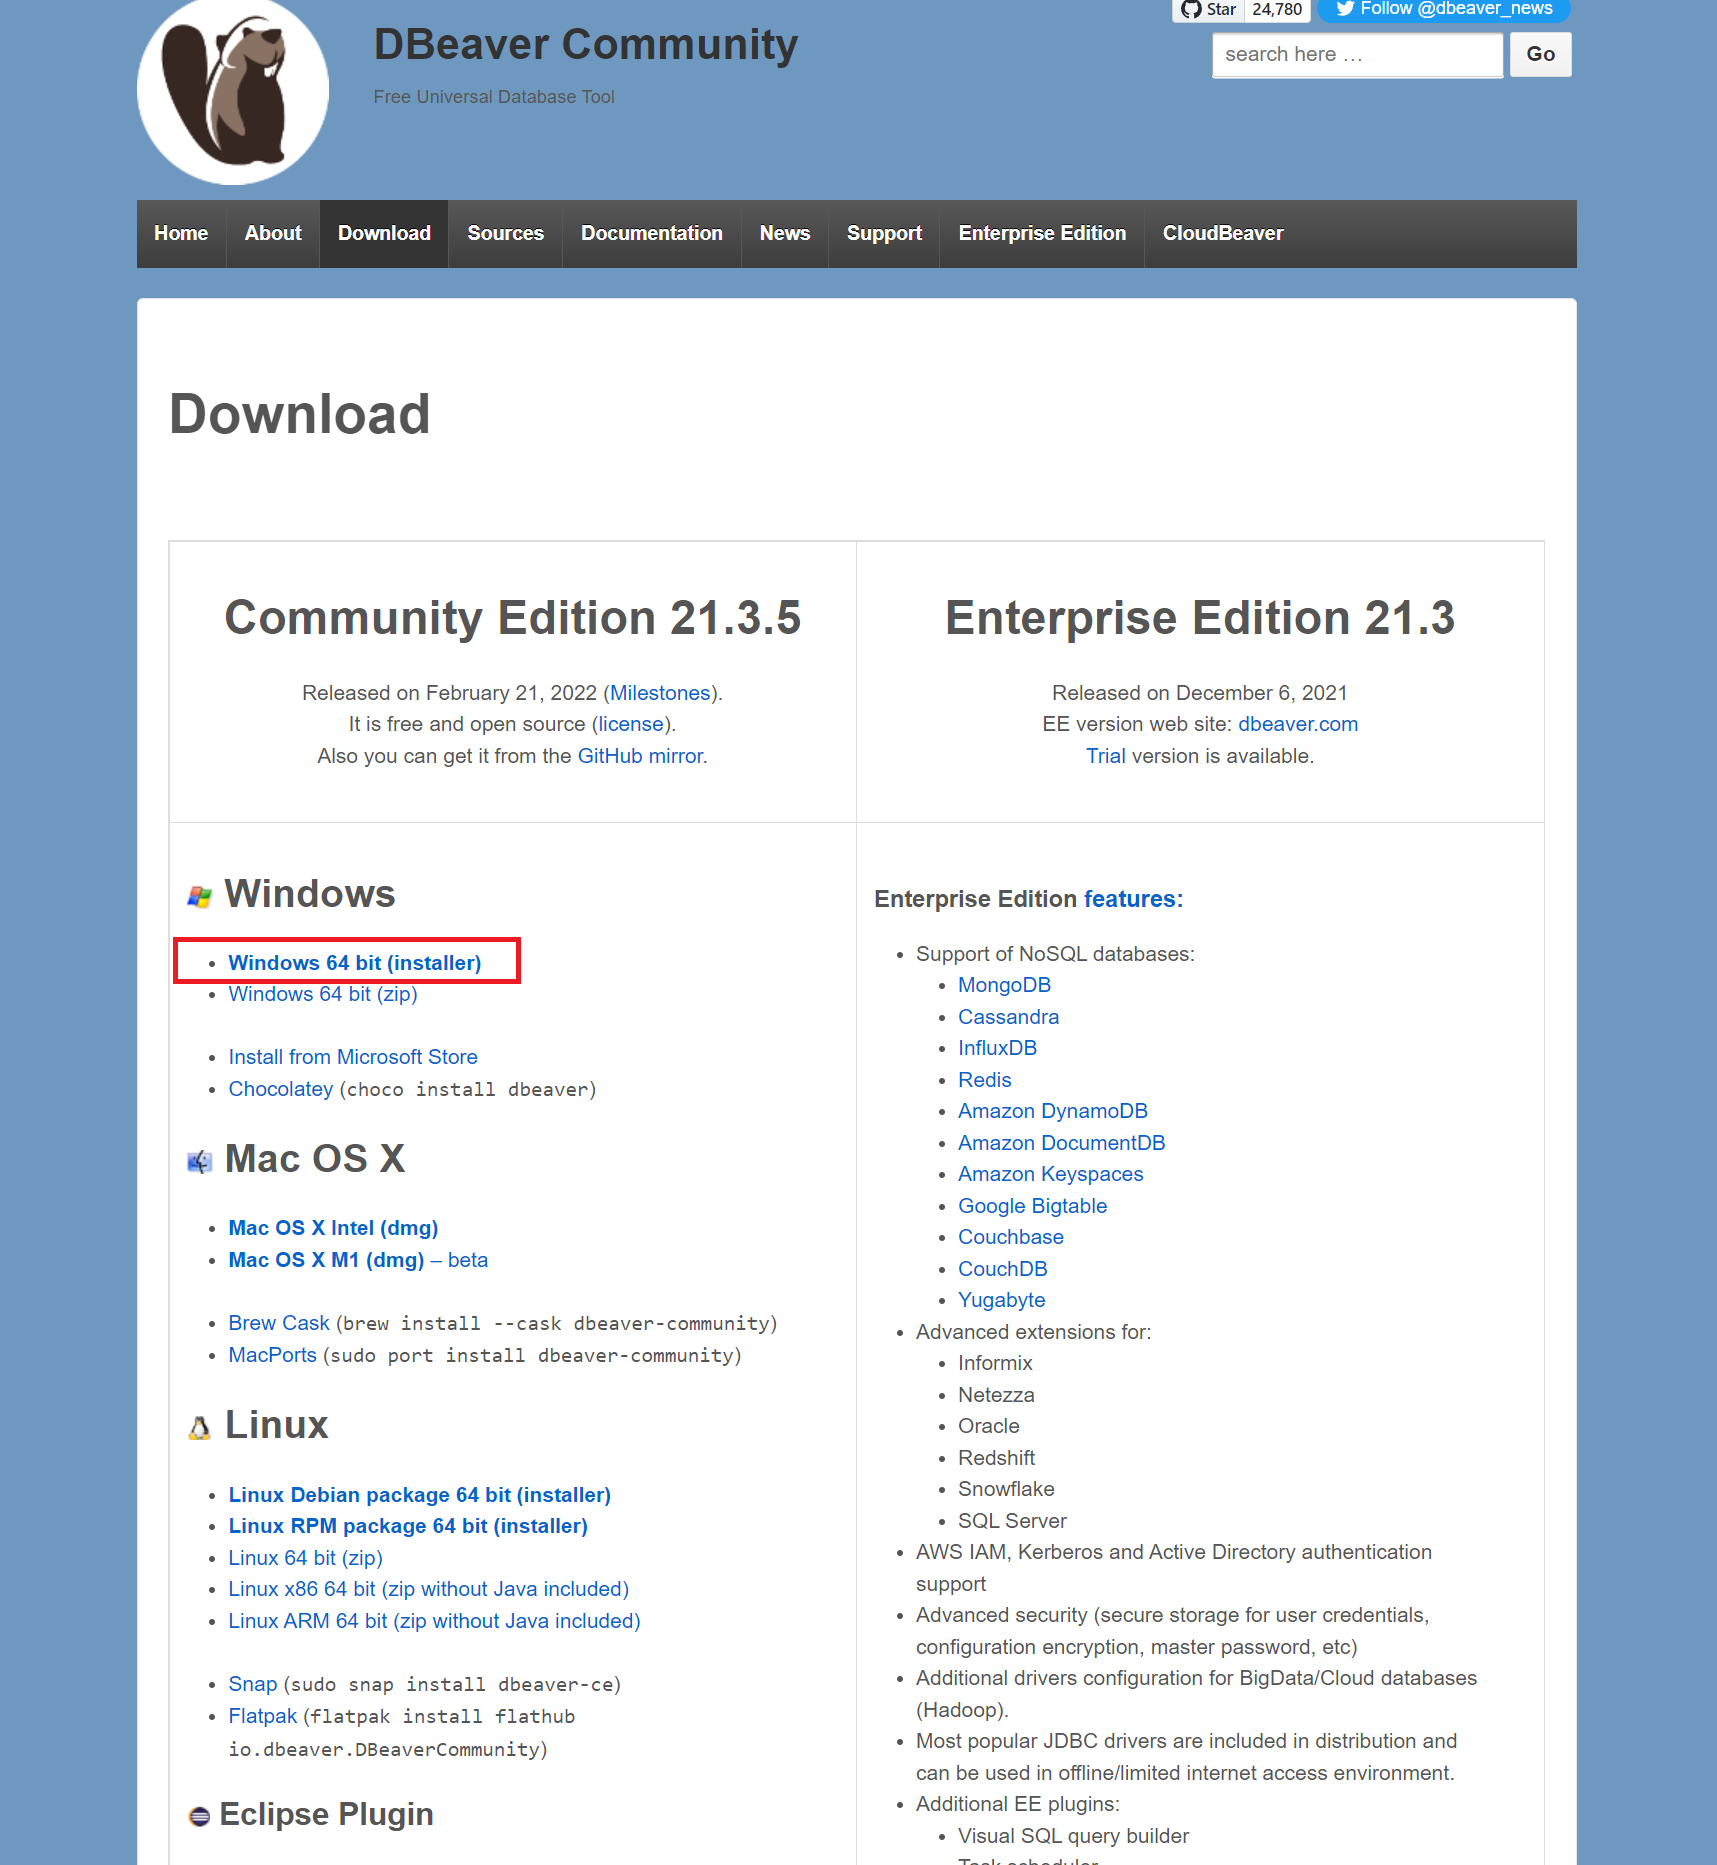 Star 24,780 Follow @dbeaver_news
DBeaver Community
search here … Go
Free Universal Database Tool
Home About Download Sources Documentation News Support Enterprise Edition CloudBeaver
Download
Community Edition 21.3.5
Released on February 21, 2022 (Milestones).
It is free and open source (license).
Also you can get it from the GitHub mirror.
Enterprise Edition 21.3
Released on December 6, 2021
EE version web site: dbeaver.com
Trial version is available.
Windows
Windows 64 bit (installer)
Windows 64 bit (zip)
Install from Microsoft Store
Chocolatey (choco install dbeaver)
Mac OS X
Mac OS X Intel (dmg)
Mac OS X M1 (dmg) – beta
Brew Cask (brew install --cask dbeaver-community)
MacPorts (sudo port install dbeaver-community)
Linux
Linux Debian package 64 bit (installer)
Linux RPM package 64 bit (installer)
Linux 64 bit (zip)
Linux x86 64 bit (zip without Java included)
Linux ARM 64 bit (zip without Java included)
Snap (sudo snap install dbeaver-ce)
Flatpak (flatpak install flathub
io.dbeaver.DBeaverCommunity)
Eclipse Plugin
Enterprise Edition features:
Support of NoSQL databases:
MongoDB
Cassandra
InfluxDB
Redis
Amazon DynamoDB
Amazon DocumentDB
Amazon Keyspaces
Google Bigtable
Couchbase
CouchDB
Yugabyte
Advanced extensions for:
Informix
Netezza
Oracle
Redshift
Snowflake
SQL Server
AWS IAM, Kerberos and Active Directory authentication
support
Advanced security (secure storage for user credentials,
configuration encryption, master password, etc)
Additional drivers configuration for BigData/Cloud databases
(Hadoop).
Most popular JDBC drivers are included in distribution and
can be used in offline/limited internet access environment.
Additional EE plugins:
Visual SQL query builder